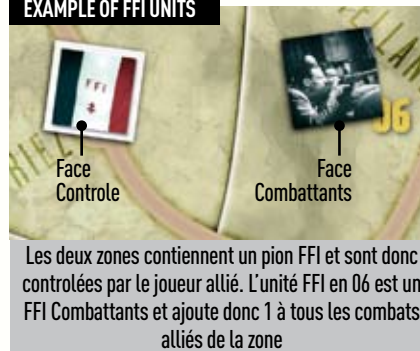 EXAMPLE OF FFI UNITS
FFI
06
Face
Controle
Face
Combattants
Les deux zones contiennent un pion FFI et sont donc
controlées par le joueur allié. L'unité FFI en 06 est un
FFI Combattants et ajoute donc 1 à tous les combats
alliés de la zone